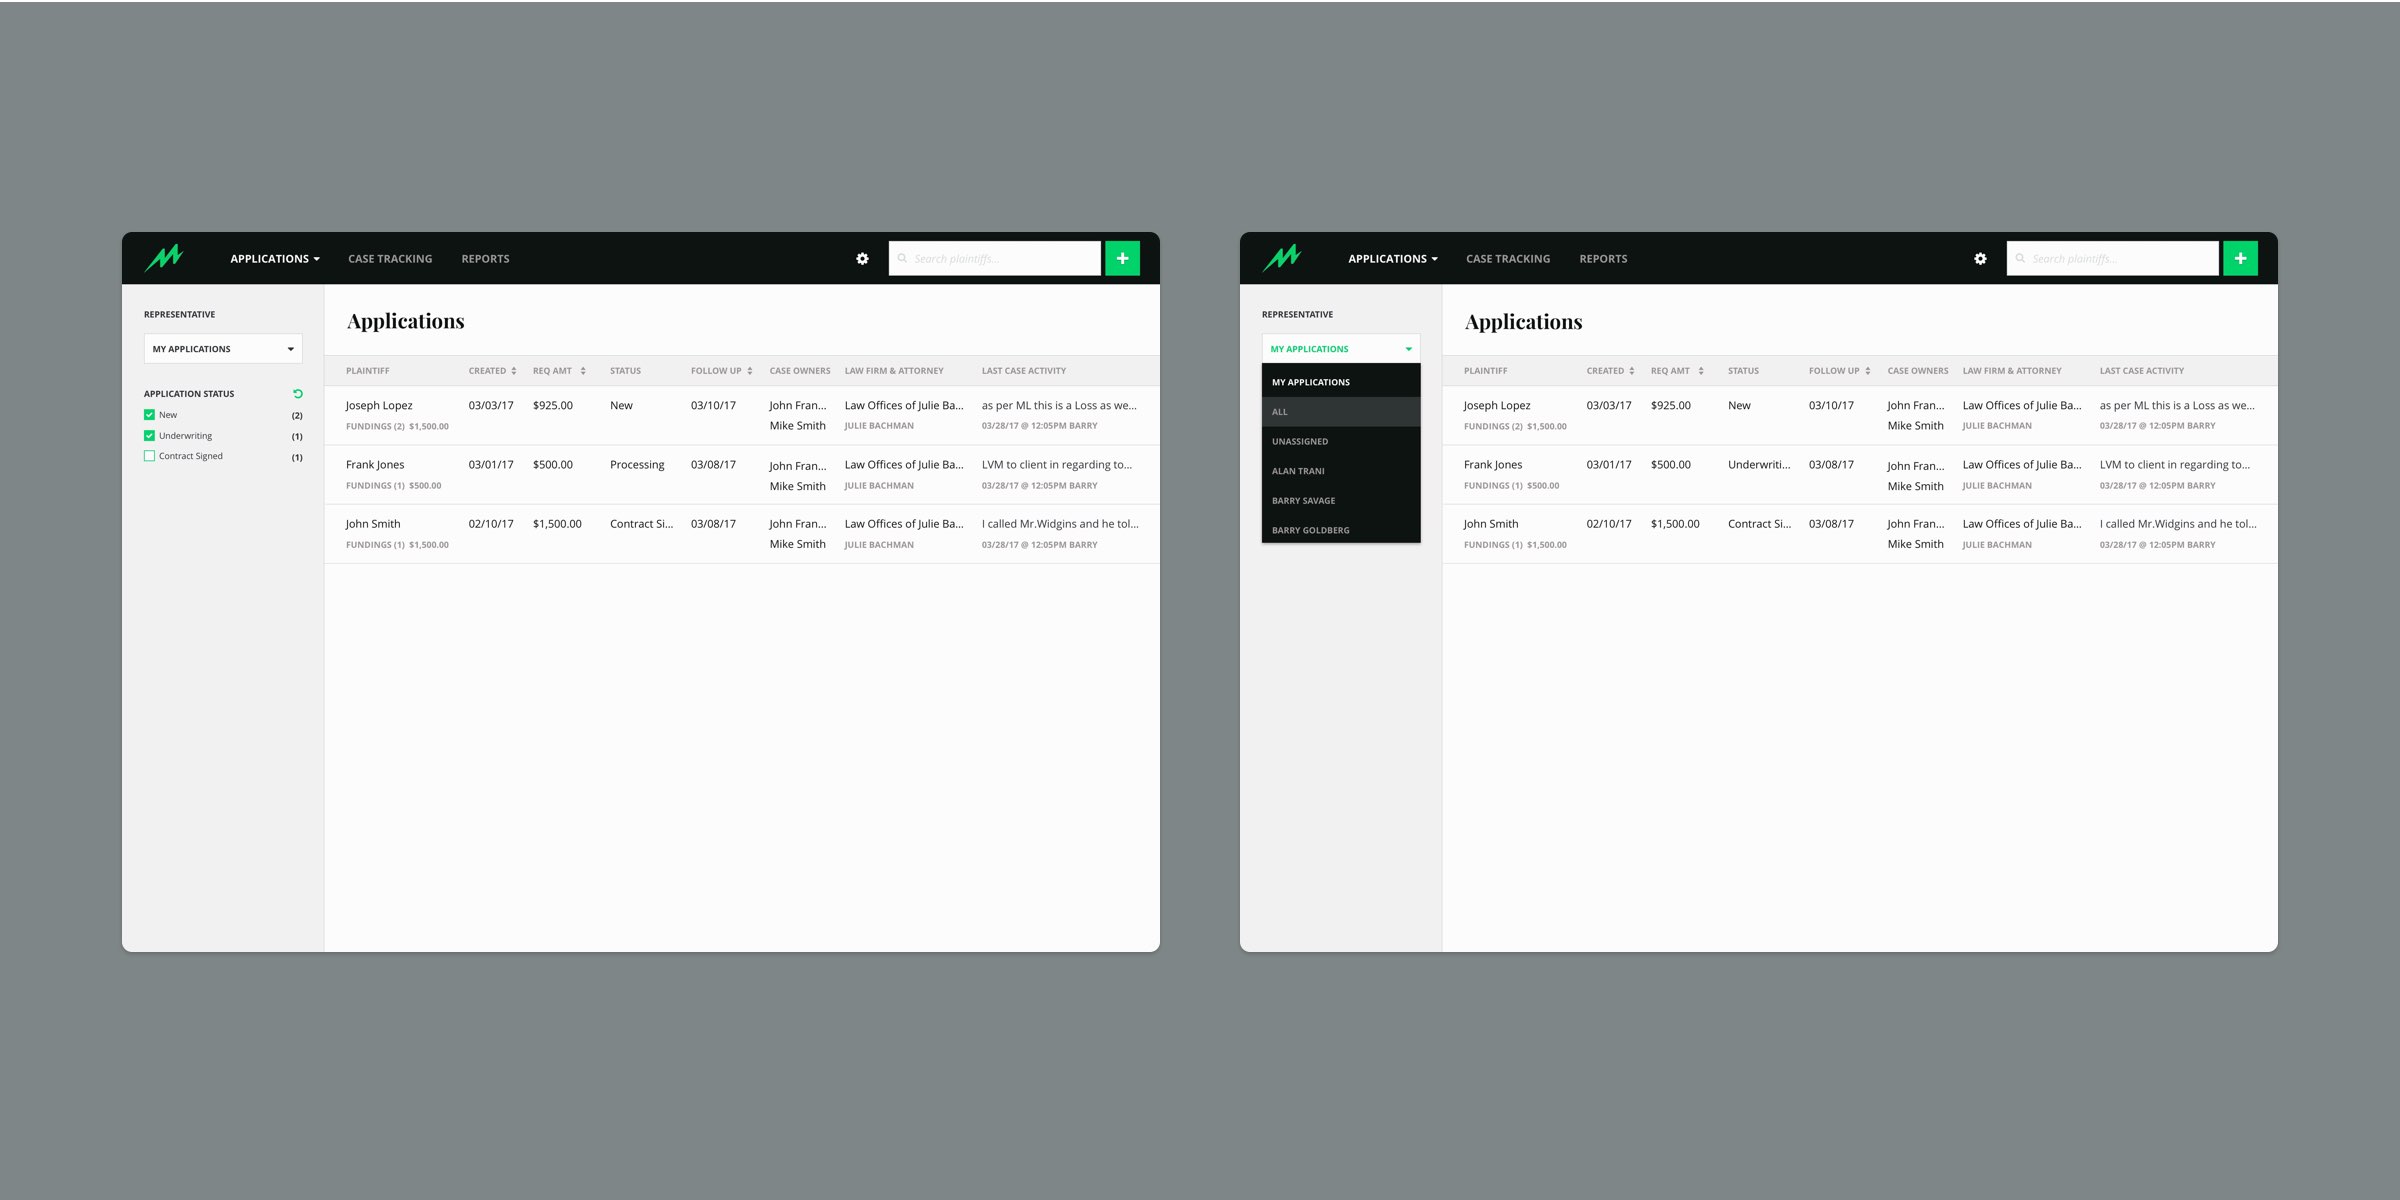 APPLICATIONS CASE TRACKING REPORTS Search plaintiffs...
REPRESENTATIVE
MY APPLICATIONS
APPLICATION STATUS
New (2)
Underwriting (1)
Contract Signed (1)
Applications
PLAINTIFF CREATED REQ AMT STATUS FOLLOW UP CASE OWNERS LAW FIRM & ATTORNEY LAST CASE ACTIVITY
Joseph Lopez 03/03/17 $925.00 New 03/10/17 John Fran... Law Offices of Julie Ba... as per ML this is a Loss as we...
FUNDINGS (2) $1,500.00 Mike Smith JULIE BACHMAN 03/28/17 @ 12:05PM BARRY
Frank Jones 03/01/17 $500.00 Processing 03/08/17 John Fran... Law Offices of Julie Ba... LVM to client in regarding to...
FUNDINGS (1) $500.00 Mike Smith JULIE BACHMAN 03/28/17 @ 12:05PM BARRY
John Smith 02/10/17 $1,500.00 Contract Si... 03/08/17 John Fran... Law Offices of Julie Ba... I called Mr.Widgins and he tol...
FUNDINGS (1) $1,500.00 Mike Smith JULIE BACHMAN 03/28/17 @ 12:05PM BARRY
APPLICATIONS CASE TRACKING REPORTS Search plaintiffs...
REPRESENTATIVE
MY APPLICATIONS
MY APPLICATIONS
ALL
UNASSIGNED
ALAN TRANI
BARRY SAVAGE
BARRY GOLDBERG
Applications
PLAINTIFF CREATED REQ AMT STATUS FOLLOW UP CASE OWNERS LAW FIRM & ATTORNEY LAST CASE ACTIVITY
Joseph Lopez 03/03/17 $925.00 New 03/10/17 John Fran... Law Offices of Julie Ba... as per ML this is a Loss as we...
FUNDINGS (2) $1,500.00 Mike Smith JULIE BACHMAN 03/28/17 @ 12:05PM BARRY
Frank Jones 03/01/17 $500.00 Underwriti... 03/08/17 John Fran... Law Offices of Julie Ba... LVM to client in regarding to...
FUNDINGS (1) $500.00 Mike Smith JULIE BACHMAN 03/28/17 @ 12:05PM BARRY
John Smith 02/10/17 $1,500.00 Contract Si... 03/08/17 John Fran... Law Offices of Julie Ba... I called Mr.Widgins and he tol...
FUNDINGS (1) $1,500.00 Mike Smith JULIE BACHMAN 03/28/17 @ 12:05PM BARRY